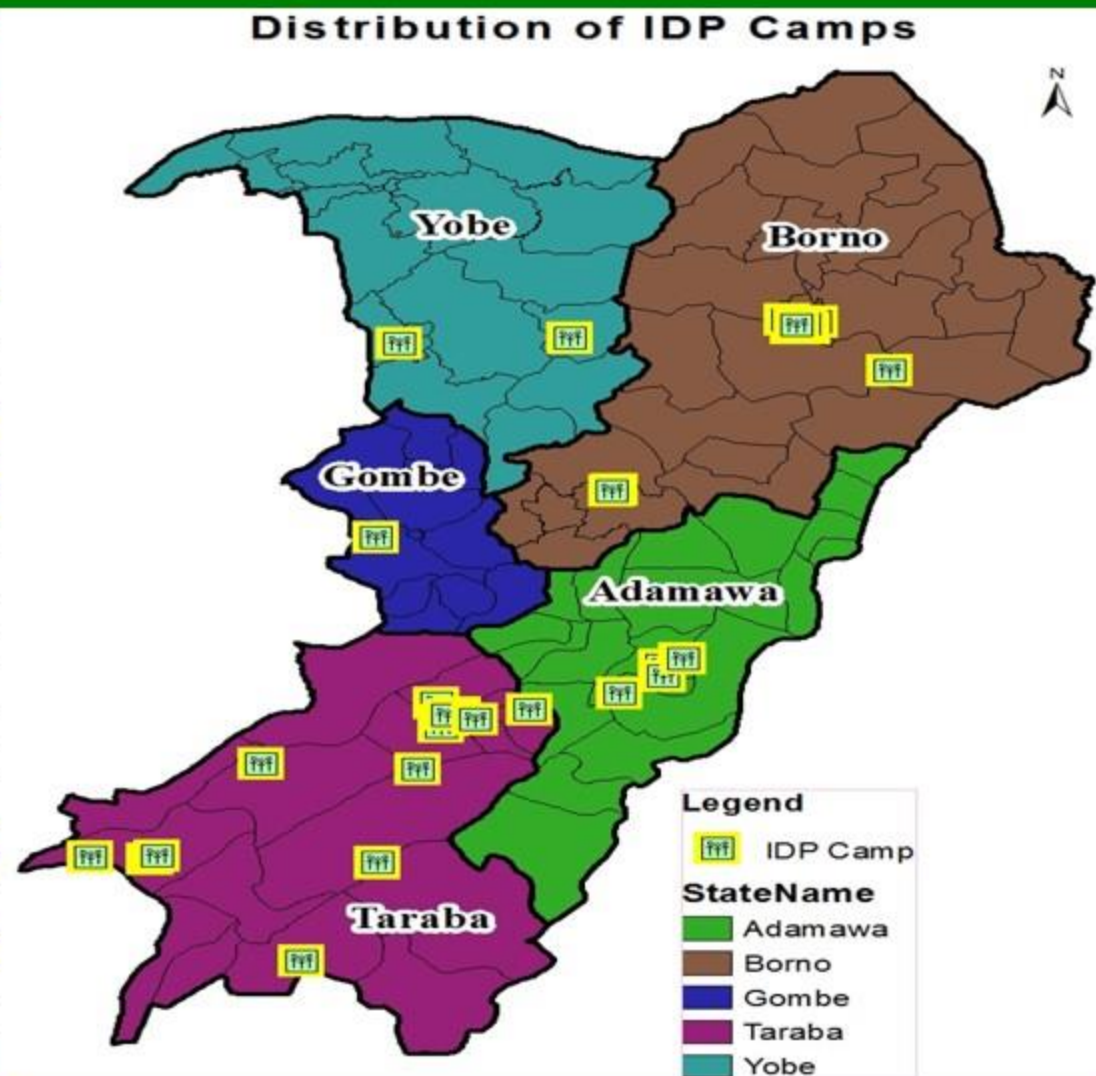 Distribution of IDP Camps
N
Yobe
Borno
Gombe
Adamawa
Taraba
Legend
IDP Camp
StateName
Adamawa
Borno
Gombe
Taraba
Yobe